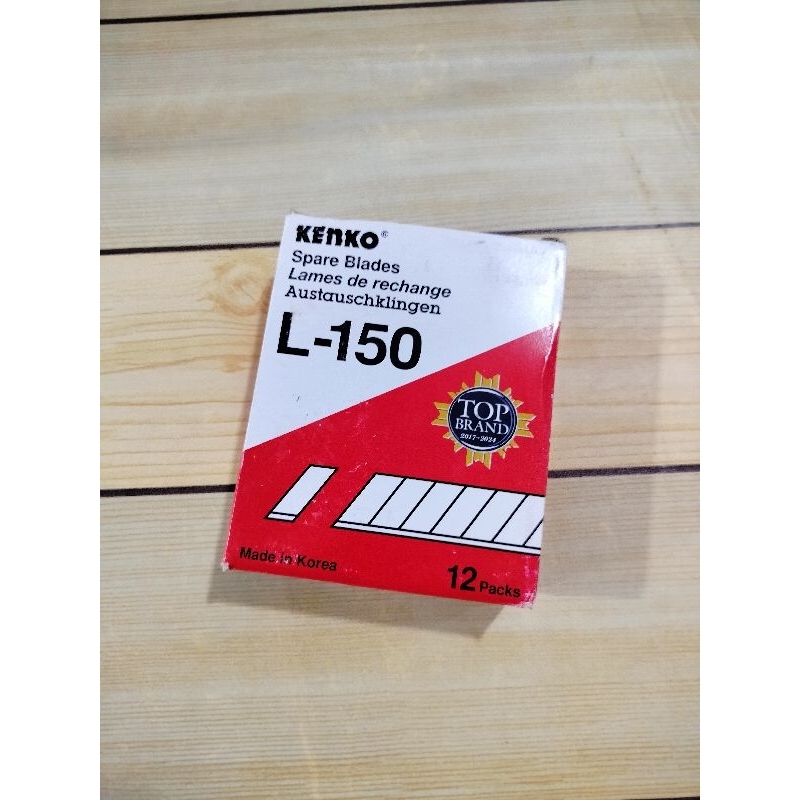 KENKO®
Spare Blades
Lames de rechange
Austauschklingen
L-150
TOP
BRAND
2017-2024
Made in Korea
12 Packs